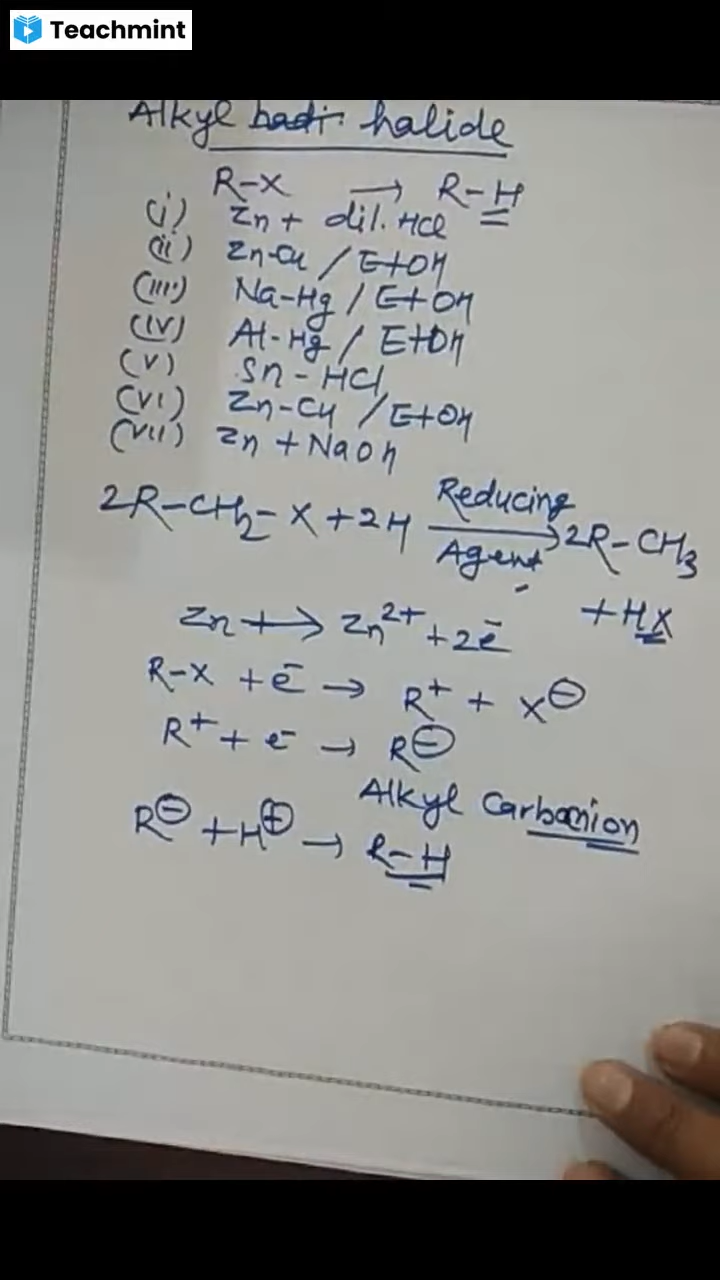 Teachmint
Alkyl halide
R-X → R-H
(i) Zn + dil. HCl
(ii) Zn-Cu / EtOH
(iii) Na-Hg / EtOH
(iv) Al-Hg / EtOH
(v) Sn - HCl
(vi) Zn-Cu / EtOH
(vii) Zn + NaOH
2R-CH₂-X + 2H Reducing Agent → 2R-CH₃
+ HX
Zn → Zn²⁺ + 2e⁻
R-X + e⁻ → R⁺ + X⊖
R⁺ + e⁻ → R⊖
Alkyl Carbanion
R⊖ + H⊕ → R-H